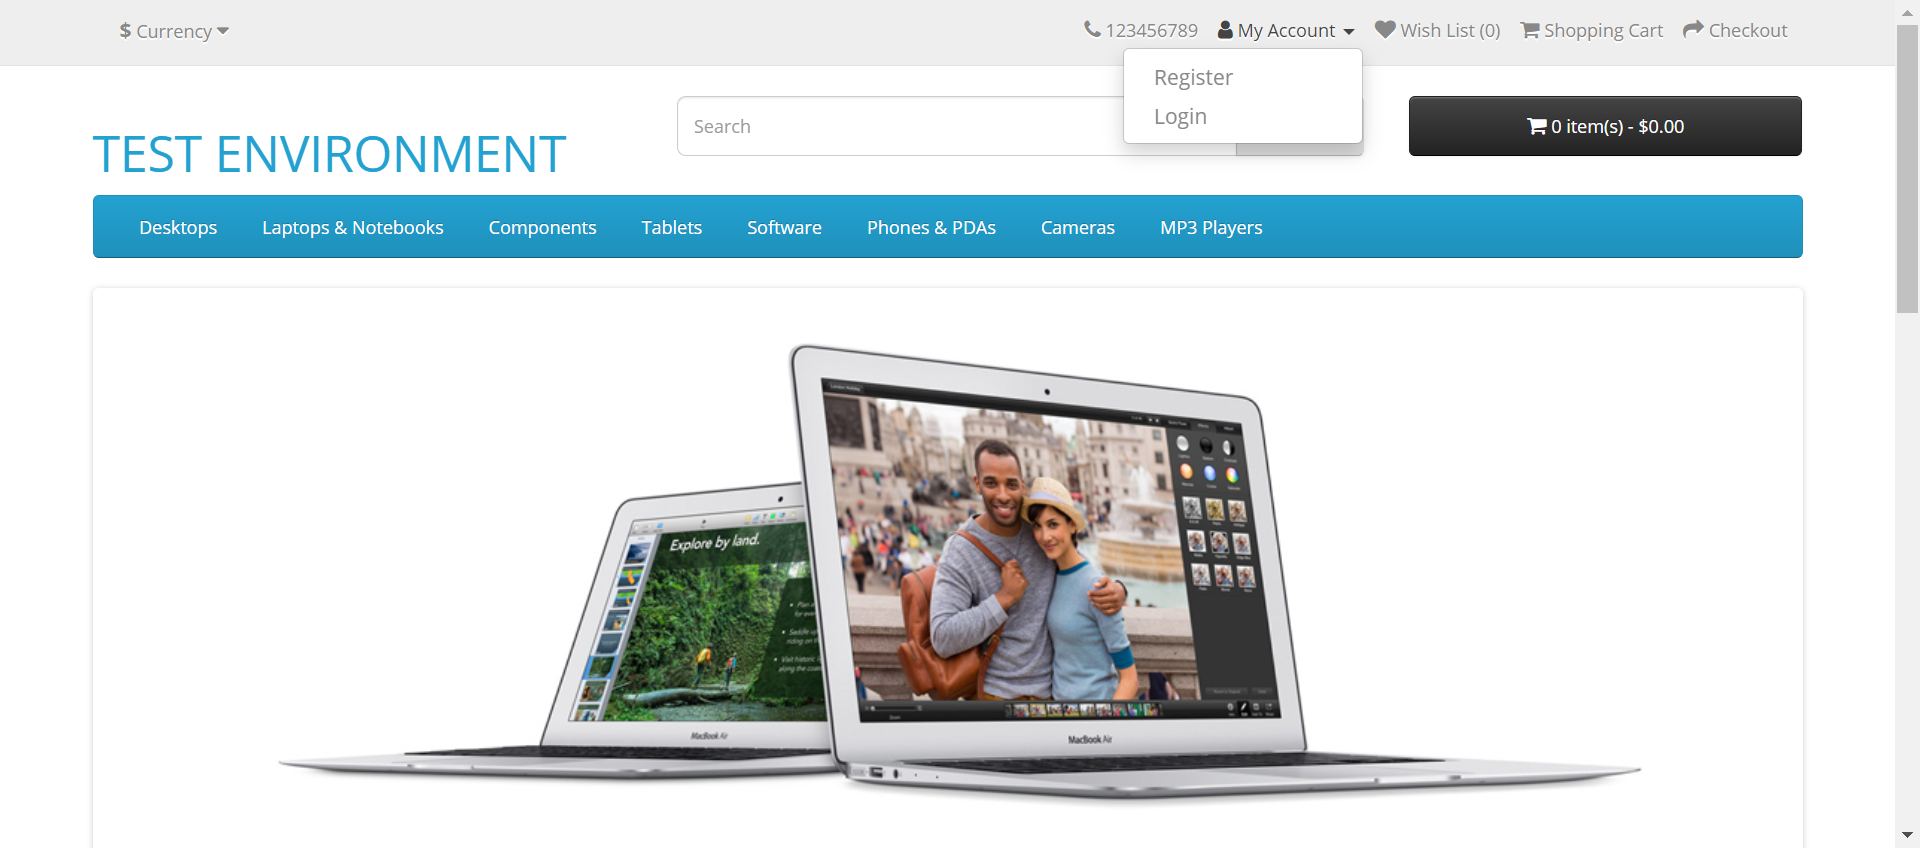 $ Currency
123456789
My Account
Wish List (0)
Shopping Cart
Checkout
Register
Login
TEST ENVIRONMENT
Search
0 item(s) - $0.00
Desktops
Laptops & Notebooks
Components
Tablets
Software
Phones & PDAs
Cameras
MP3 Players
Explore by land.
MacBook Air
MacBook Air